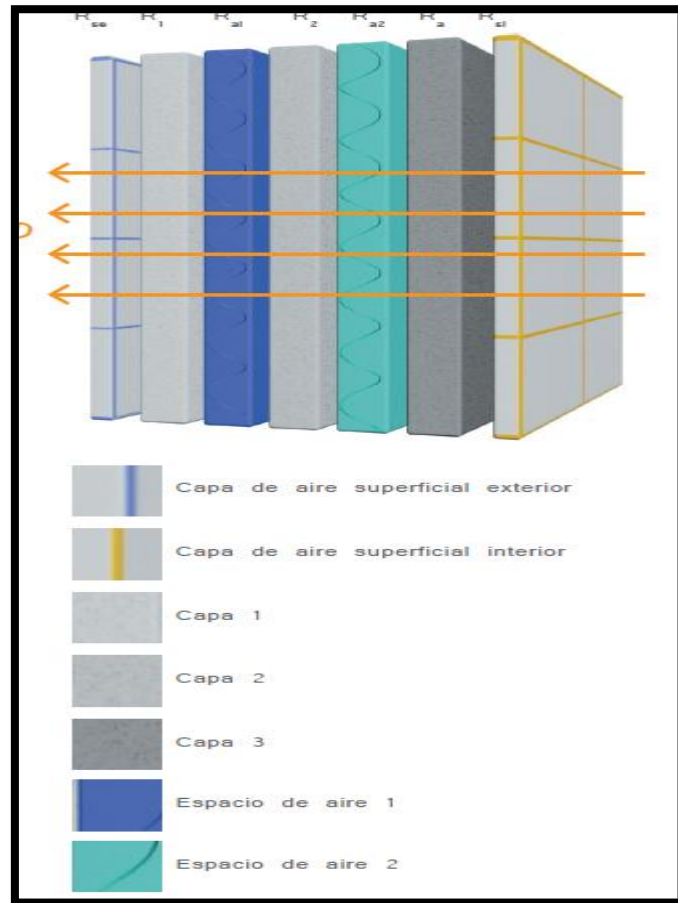 Rse R1 Ra1 R2 Ra2 Ra Rsi
Capa de aire superficial exterior
Capa de aire superficial interior
Capa 1
Capa 2
Capa 3
Espacio de aire 1
Espacio de aire 2